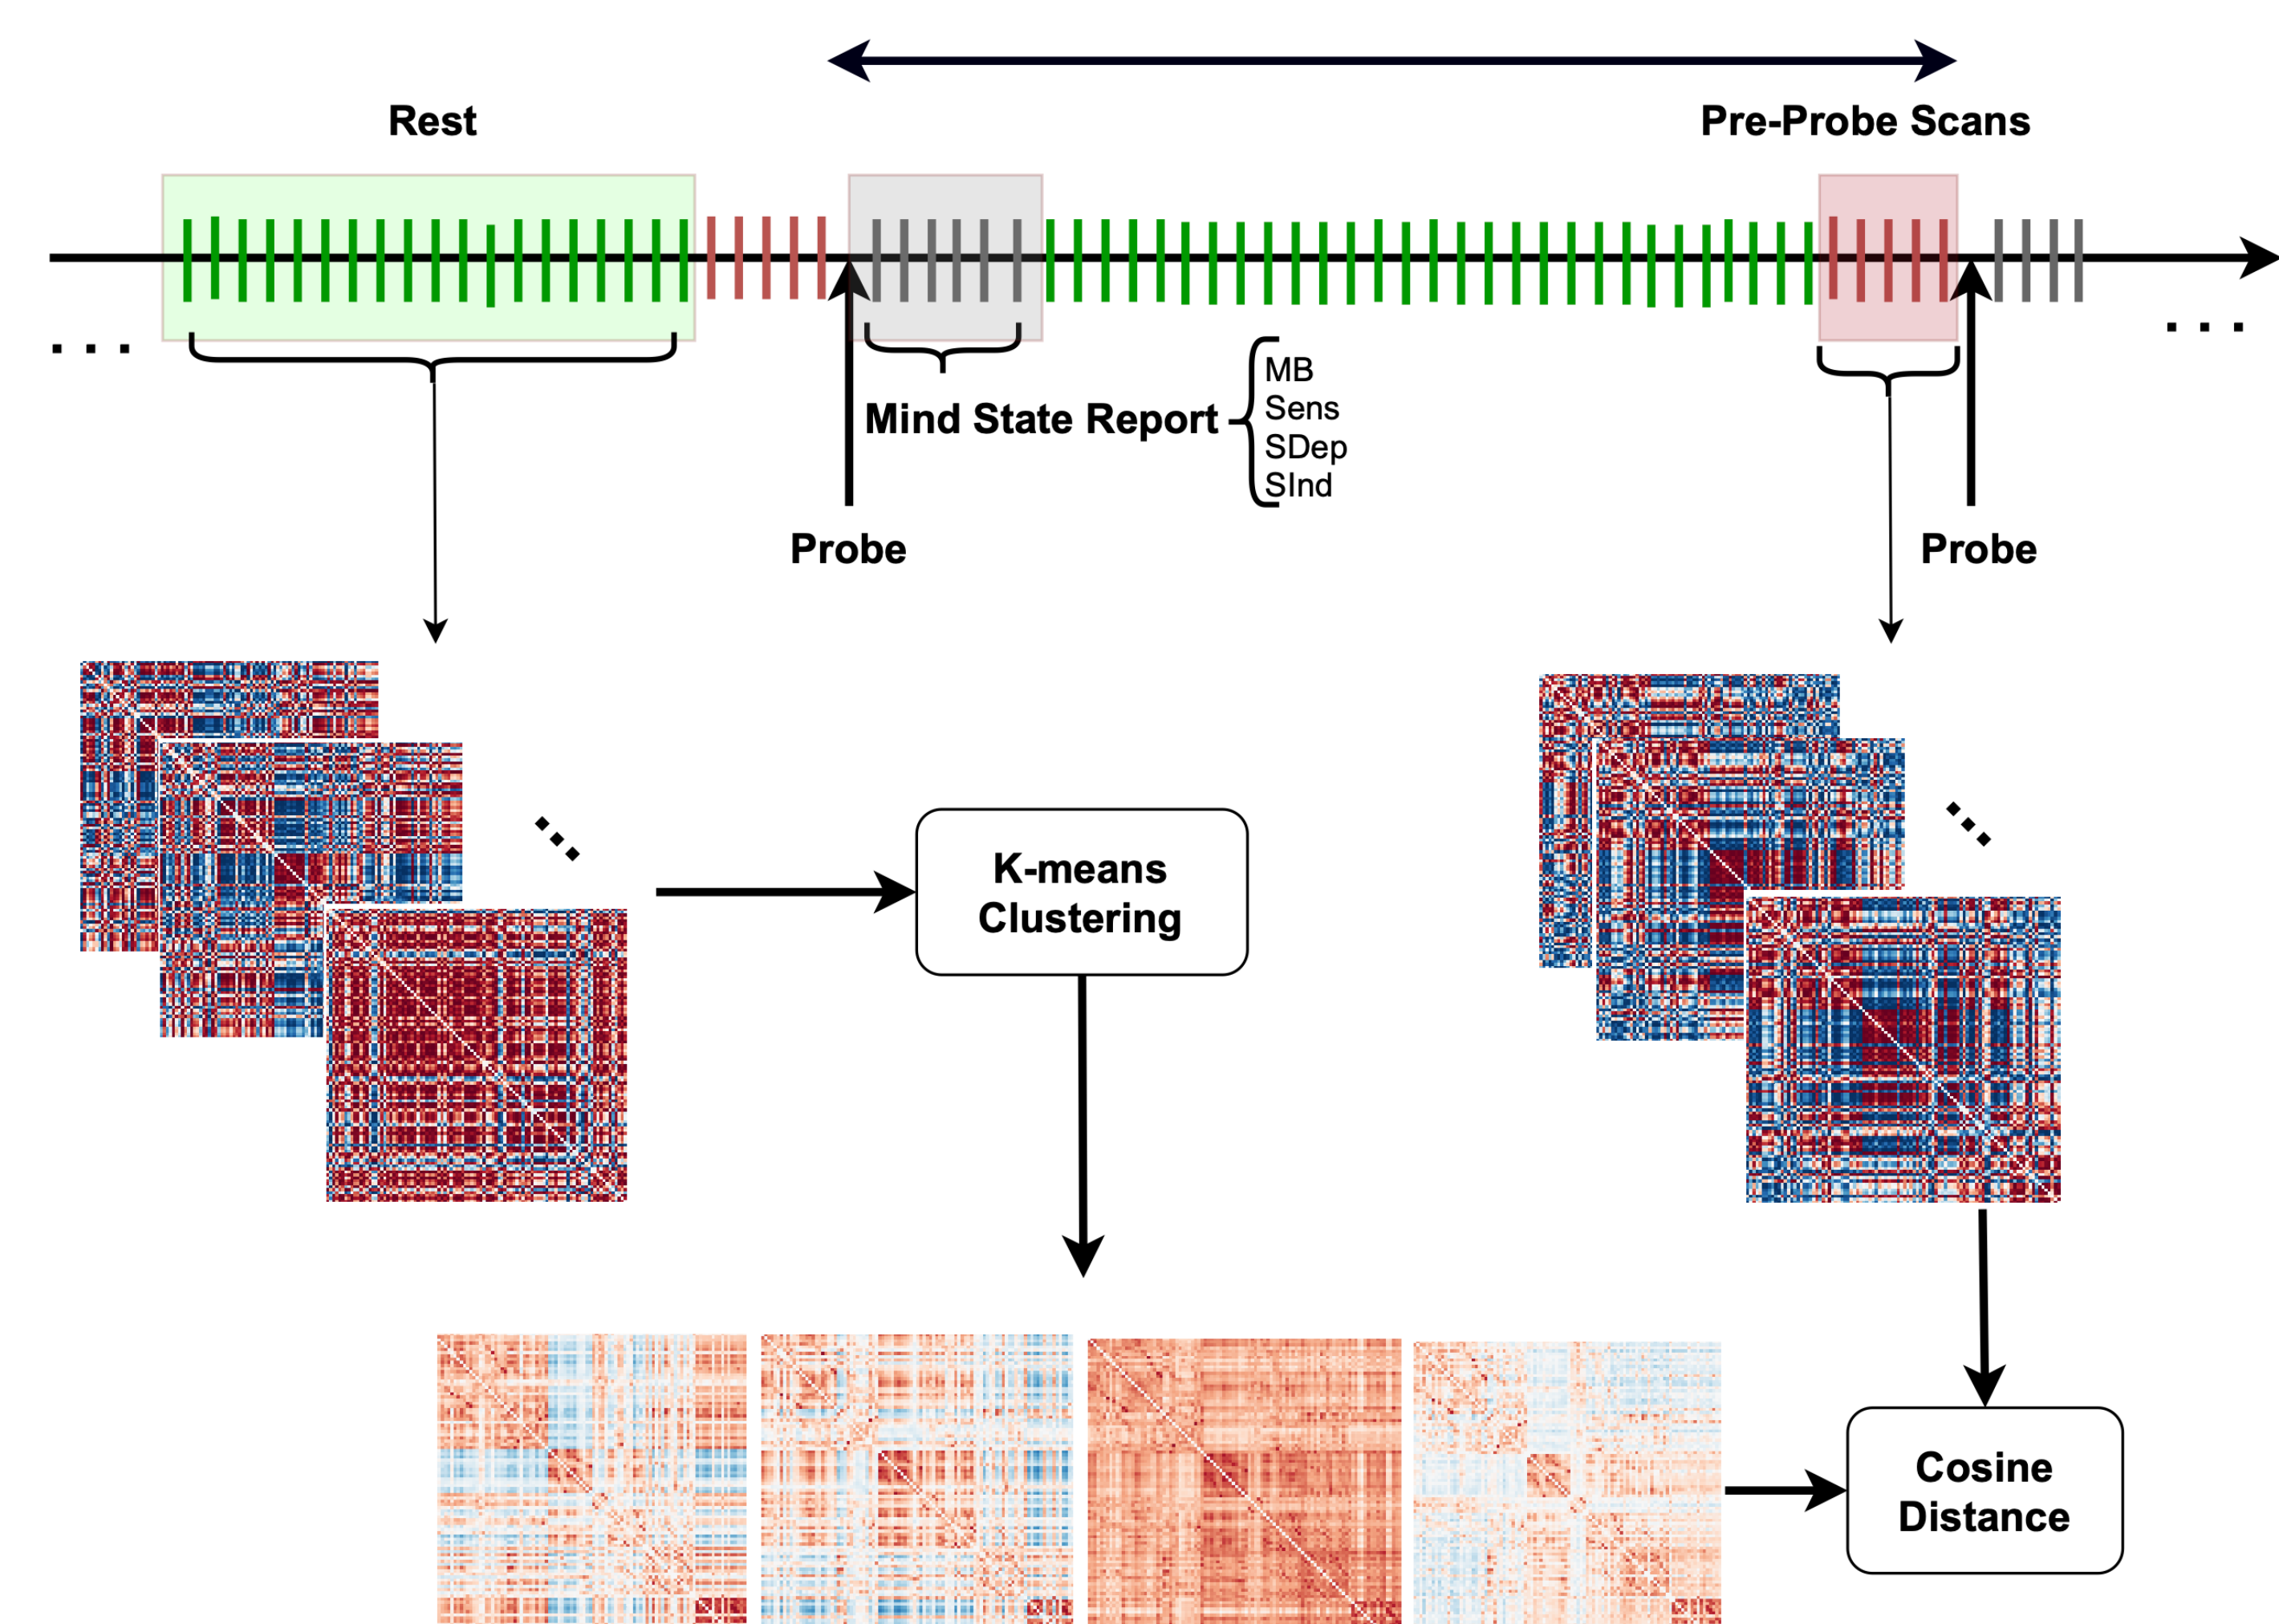 Rest
Pre-Probe Scans
. . .
. . .
MB
Mind State Report
Sens
SDep
SInd
Probe
Probe
K-means
Clustering
Cosine
Distance